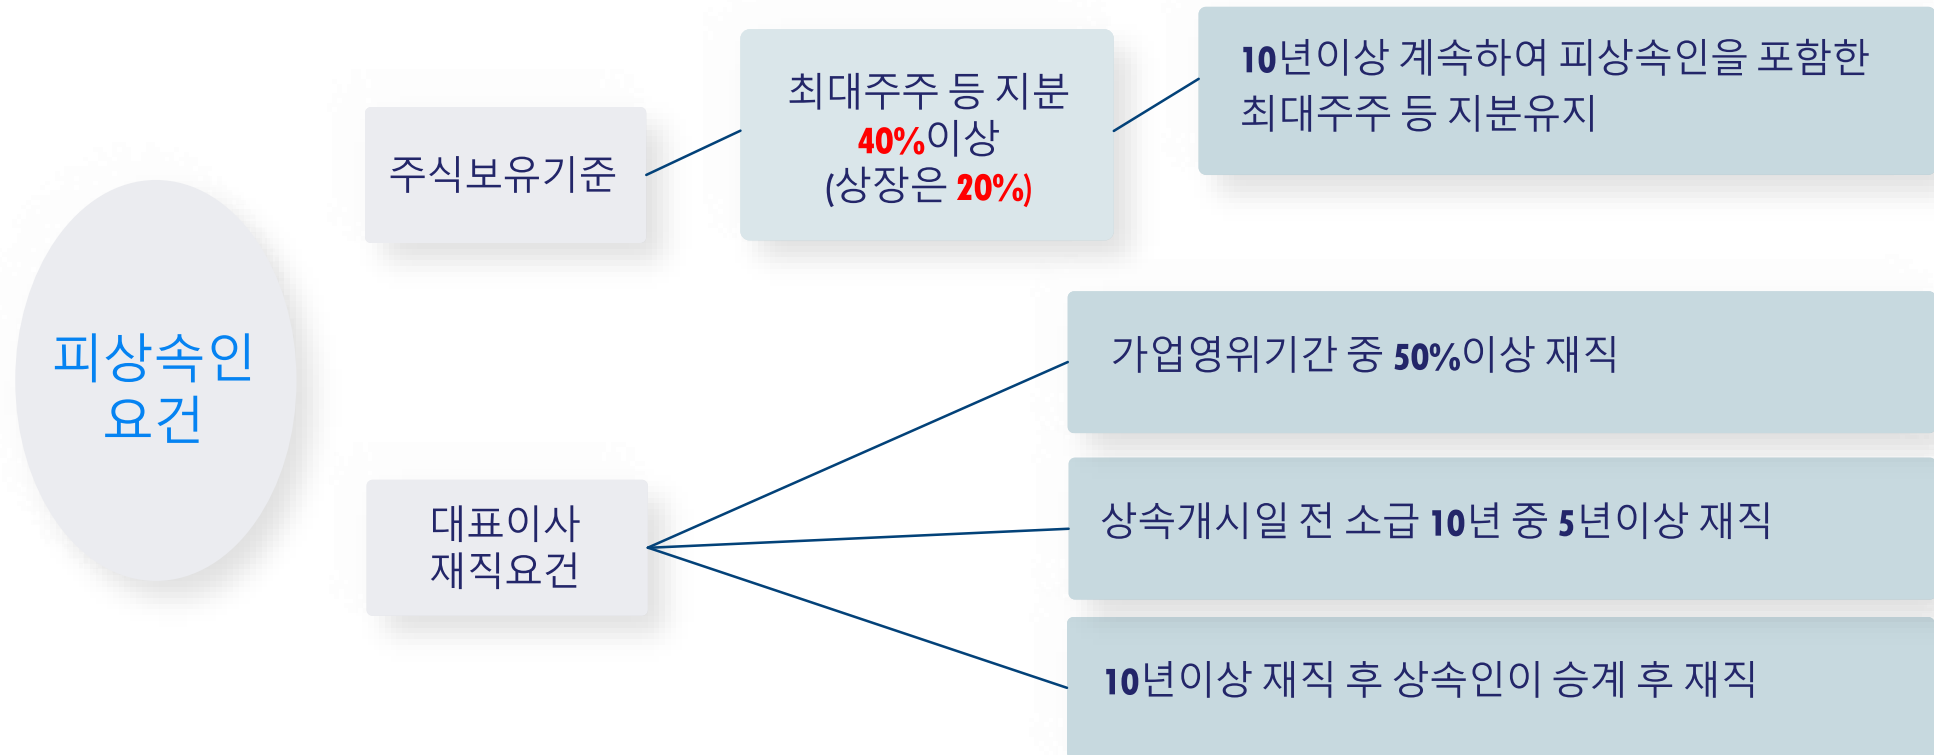 피상속인
요건
주식보유기준
최대주주 등 지분
40%이상
(상장은 20%)
10년이상 계속하여 피상속인을 포함한
최대주주 등 지분유지
대표이사
재직요건
가업영위기간 중 50%이상 재직
상속개시일 전 소급 10년 중 5년이상 재직
10년이상 재직 후 상속인이 승계 후 재직